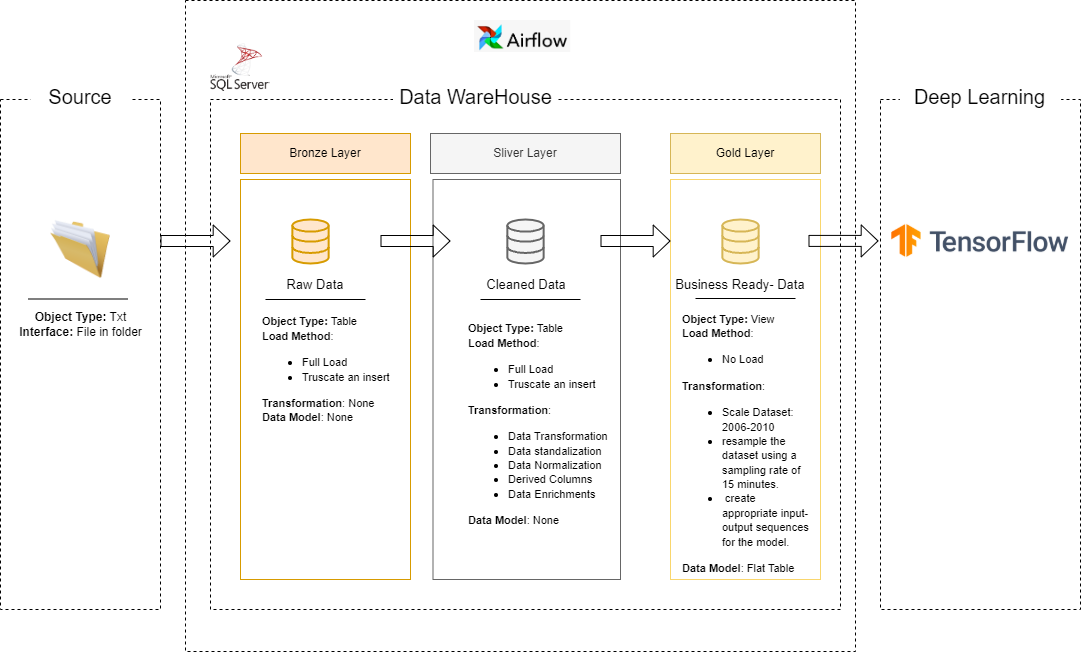 Airflow
Microsoft
SQL Server
Source
Data WareHouse
Deep Learning
Bronze Layer
Sliver Layer
Gold Layer
Object Type: Txt
Interface: File in folder
Raw Data
Object Type: Table
Load Method:
Full Load
Truscate an insert
Transformation: None
Data Model: None
Cleaned Data
Object Type: Table
Load Method:
Full Load
Truscate an insert
Transformation:
Data Transformation
Data standalization
Data Normalization
Derived Columns
Data Enrichments
Data Model: None
Business Ready- Data
Object Type: View
Load Method:
No Load
Transformation:
Scale Dataset:
2006-2010
resample the
dataset using a
sampling rate of
15 minutes.
create
appropriate input-
output sequences
for the model.
Data Model: Flat Table
TensorFlow